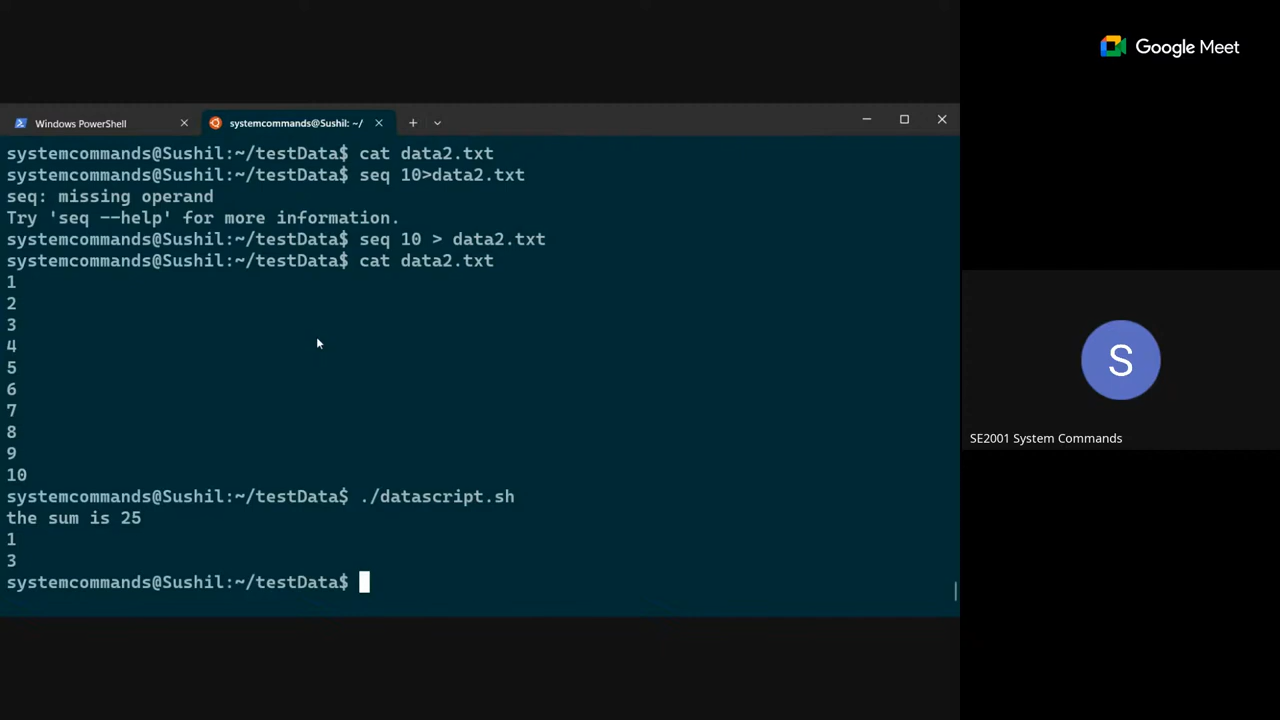 Google Meet
Windows PowerShell
systemcommands@Sushil: ~/
systemcommands@Sushil:~/testData$ cat data2.txt
systemcommands@Sushil:~/testData$ seq 10>data2.txt
seq: missing operand
Try 'seq --help' for more information.
systemcommands@Sushil:~/testData$ seq 10 > data2.txt
systemcommands@Sushil:~/testData$ cat data2.txt
1
2
3
4
5
6
7
8
9
10
systemcommands@Sushil:~/testData$ ./datascript.sh
the sum is 25
1
3
systemcommands@Sushil:~/testData$
S
SE2001 System Commands